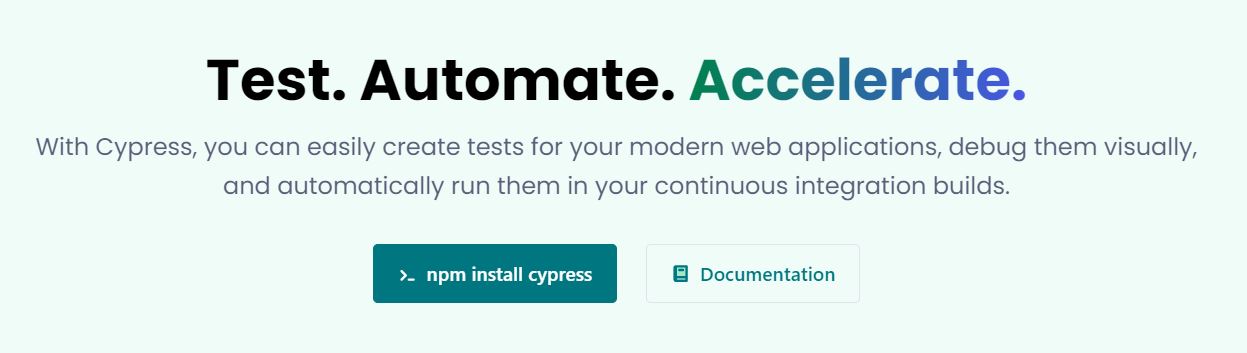 Test. Automate. Accelerate.
With Cypress, you can easily create tests for your modern web applications, debug them visually,
and automatically run them in your continuous integration builds.
npm install cypress
Documentation